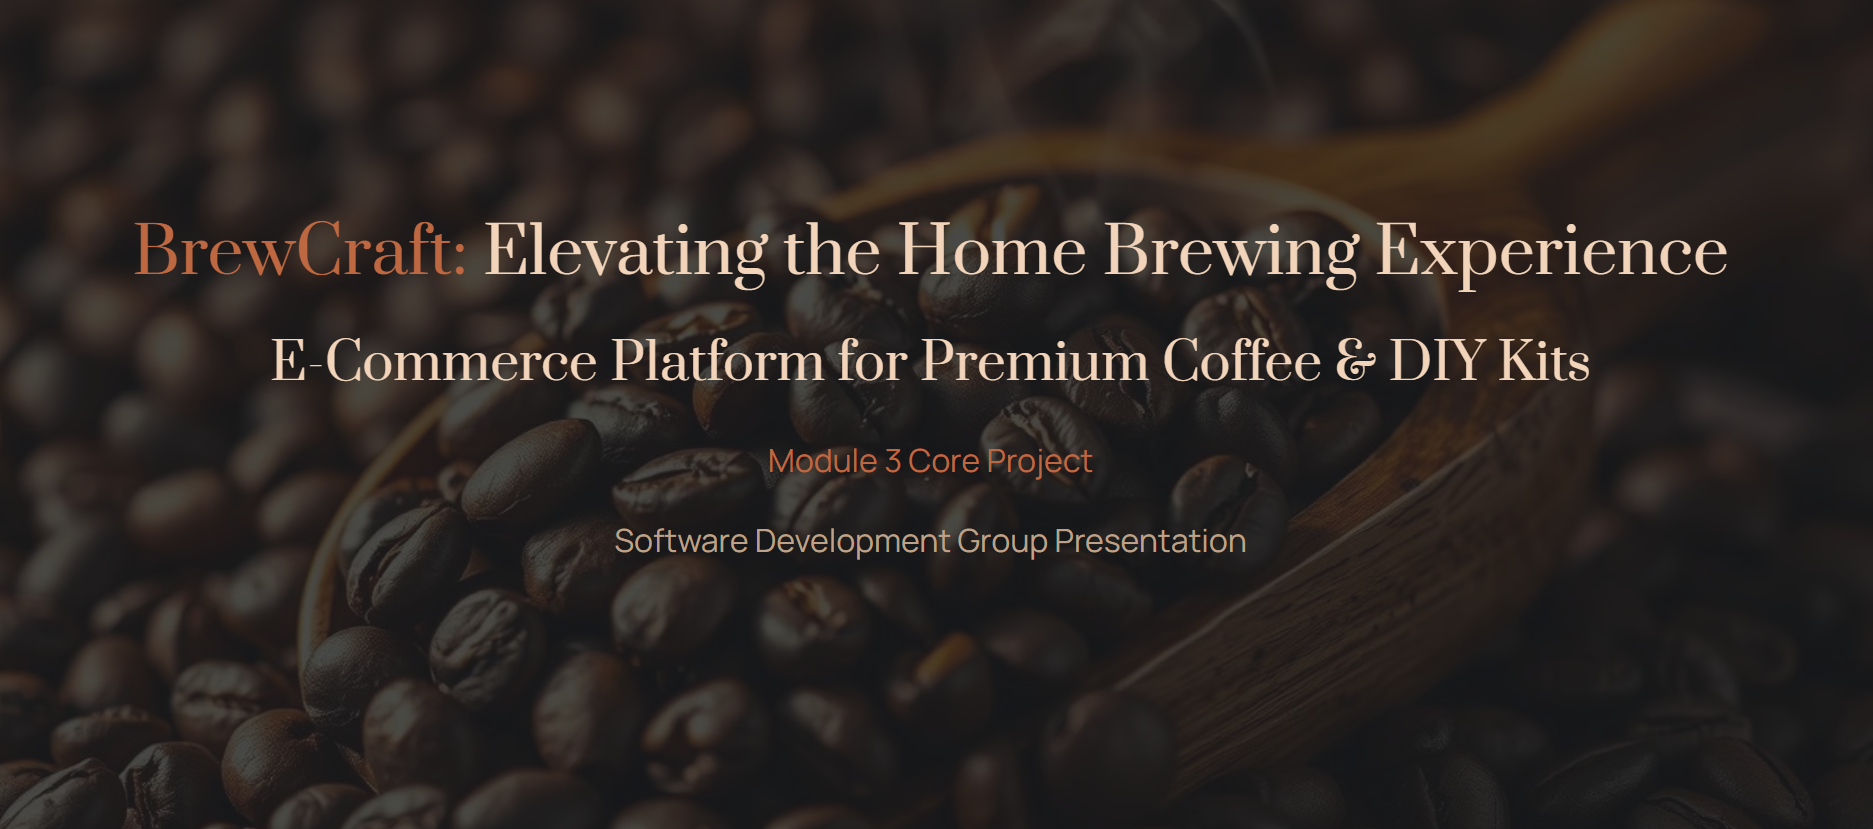 BrewCraft: Elevating the Home Brewing Experience
E-Commerce Platform for Premium Coffee & DIY Kits
Module 3 Core Project
Software Development Group Presentation